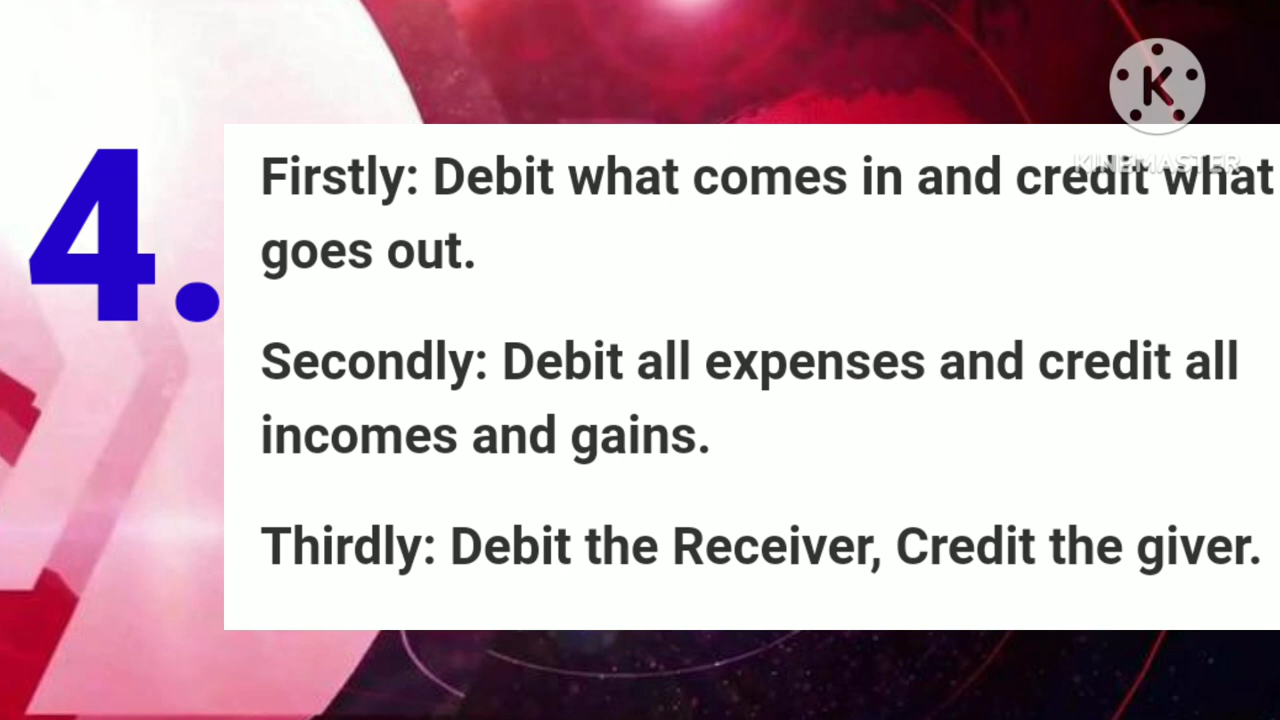 4.
Firstly: Debit what comes in and credit what
goes out.
Secondly: Debit all expenses and credit all
incomes and gains.
Thirdly: Debit the Receiver, Credit the giver.
K
KINEMASTER